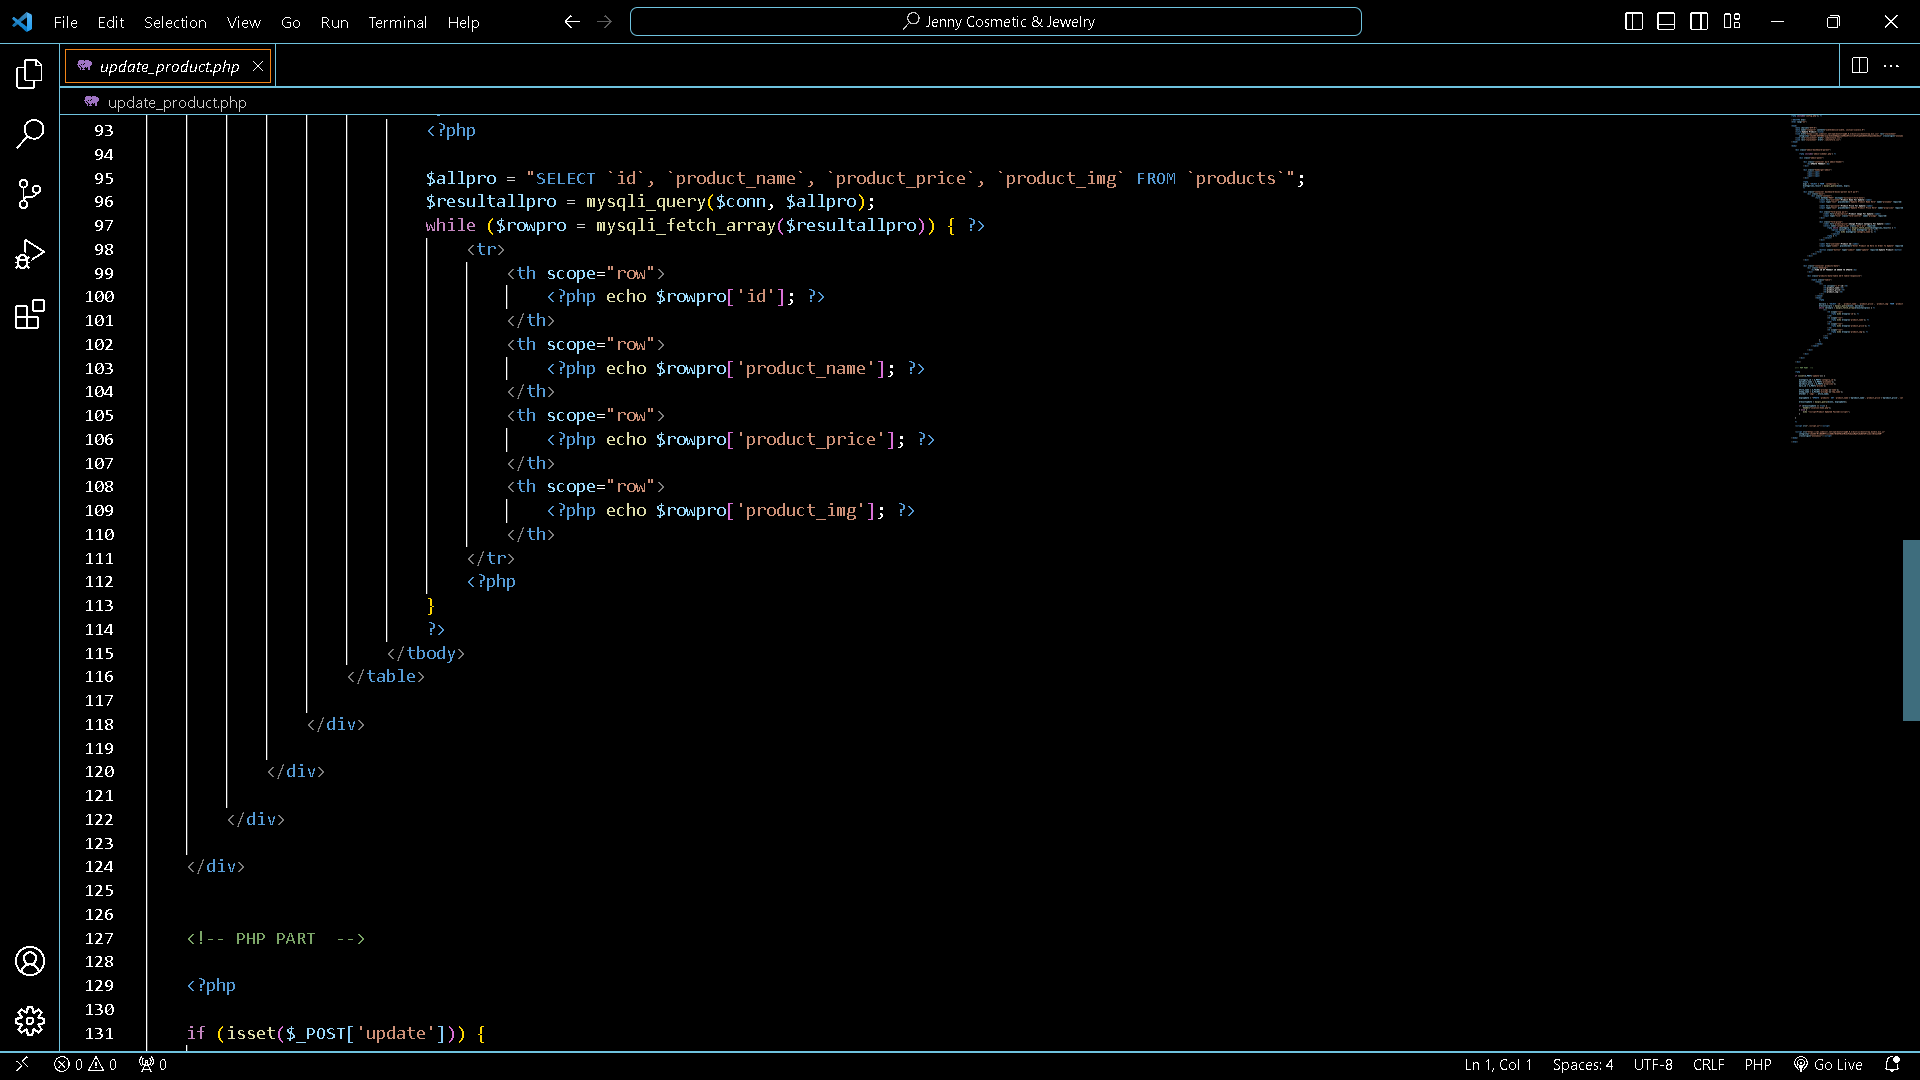 File Edit Selection View Go Run Terminal Help
Jenny Cosmetic & Jewelry
update_product.php
update_product.php
93 <?php
94
95 $allpro = "SELECT `id`, `product_name`, `product_price`, `product_img` FROM `products`";
96 $resultallpro = mysqli_query($conn, $allpro);
97 while ($rowpro = mysqli_fetch_array($resultallpro)) { ?>
98 <tr>
99 <th scope="row">
100 <?php echo $rowpro['id']; ?>
101 </th>
102 <th scope="row">
103 <?php echo $rowpro['product_name']; ?>
104 </th>
105 <th scope="row">
106 <?php echo $rowpro['product_price']; ?>
107 </th>
108 <th scope="row">
109 <?php echo $rowpro['product_img']; ?>
110 </th>
111 </tr>
112 <?php
113 }
114 ?>
115 </tbody>
116 </table>
117
118 </div>
119
120 </div>
121
122 </div>
123
124 </div>
125
126
127 <!-- PHP PART  -->
128
129 <?php
130
131 if (isset($_POST['update'])) {
0 0 0 Ln 1, Col 1 Spaces: 4 UTF-8 CRLF PHP Go Live